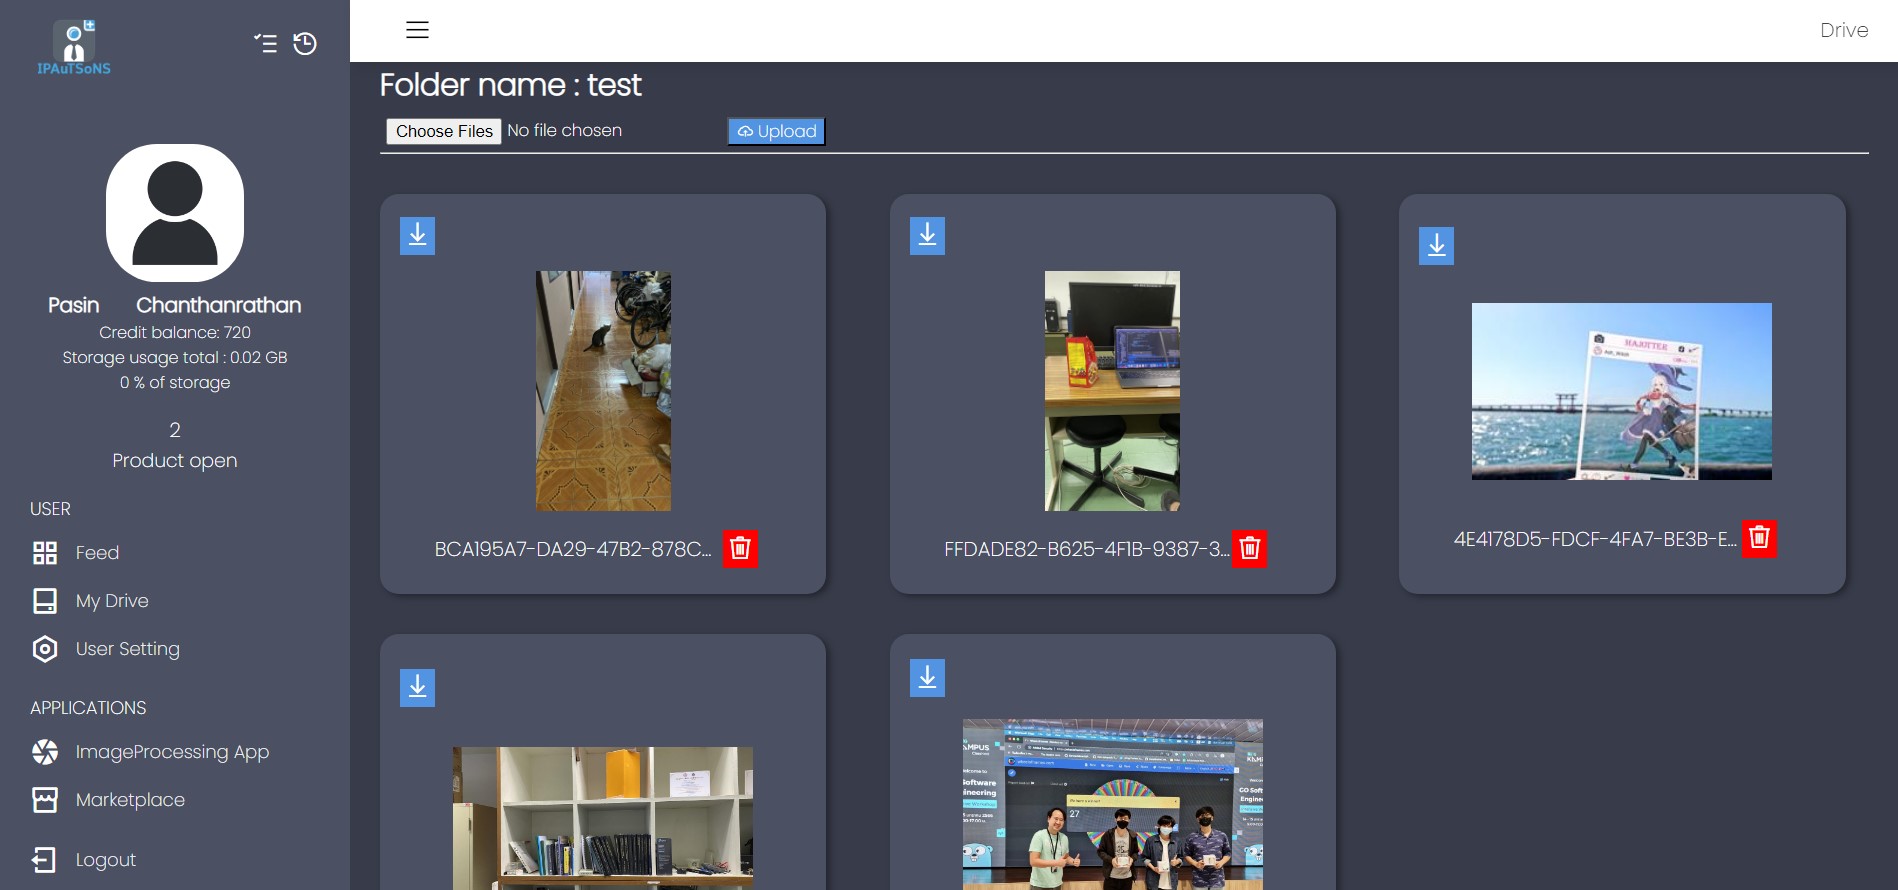 IPAuTSoNS
Drive
Folder name : test
Choose Files No file chosen
Upload
Pasin Chanthanrathan
Credit balance: 720
Storage usage total : 0.02 GB
0 % of storage
2
Product open
USER
Feed
My Drive
User Setting
APPLICATIONS
ImageProcessing App
Marketplace
Logout
BCA195A7-DA29-47B2-878C...
FFDADE82-B625-4F1B-9387-3...
4E4178D5-FDCF-4FA7-BE3B-E...
27